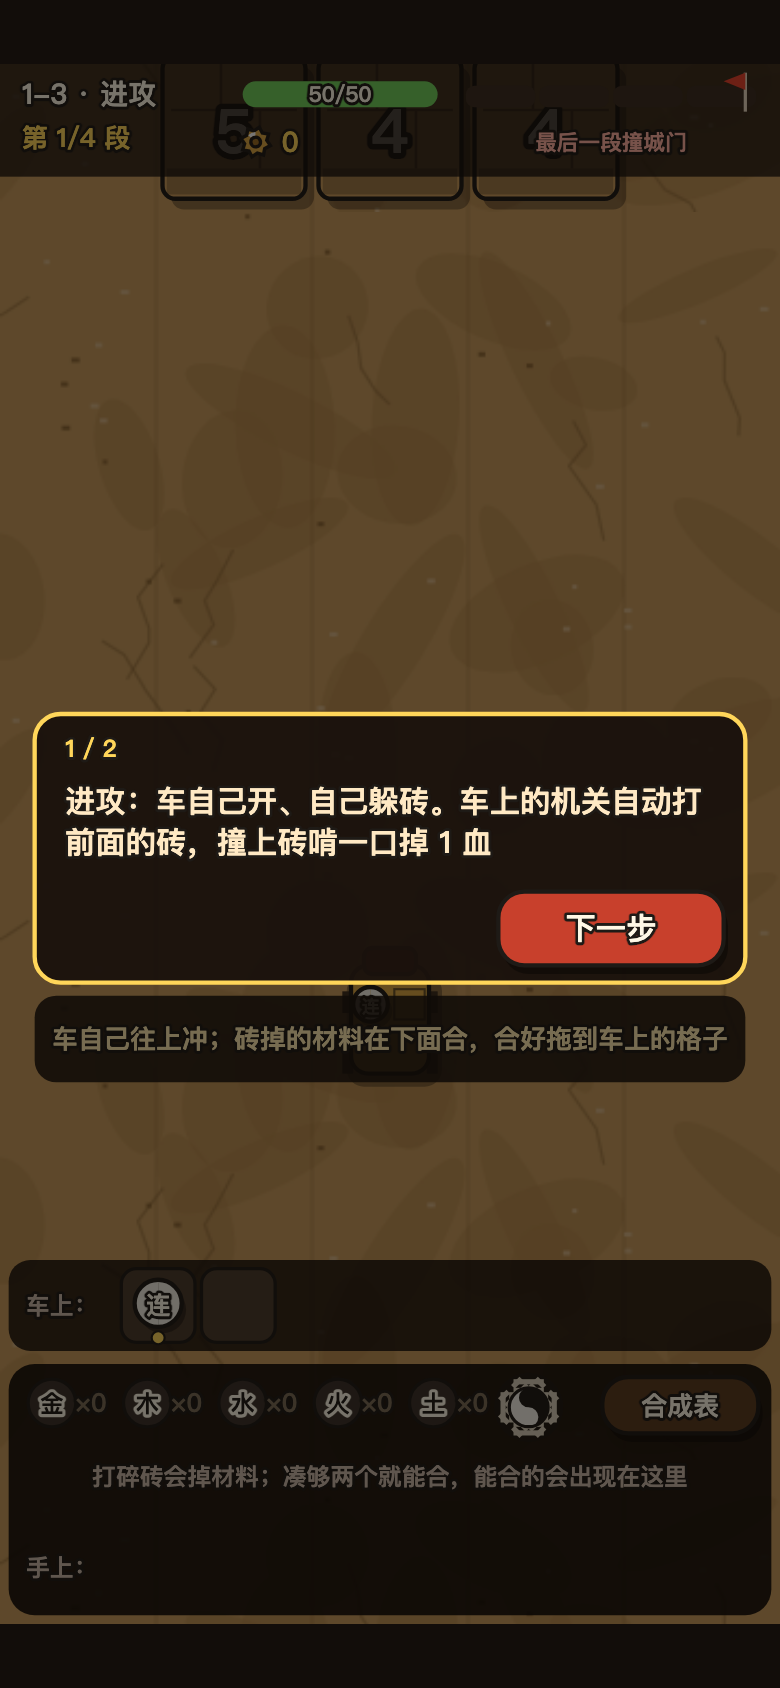 1–3 · 进攻
50/50
第 1/4 段
5
0
4
4
最后一段撞城门
1 / 2
进攻：车自己开、自己躲砖。车上的机关自动打
前面的砖，撞上砖啃一口掉 1 血
下一步
连
车自己往上冲；砖掉的材料在下面合，合好拖到车上的格子
车上：
连
金 ×0 木 ×0 水 ×0 火 ×0 土 ×0
合成表
打碎砖会掉材料；凑够两个就能合，能合的会出现在这里
手上：